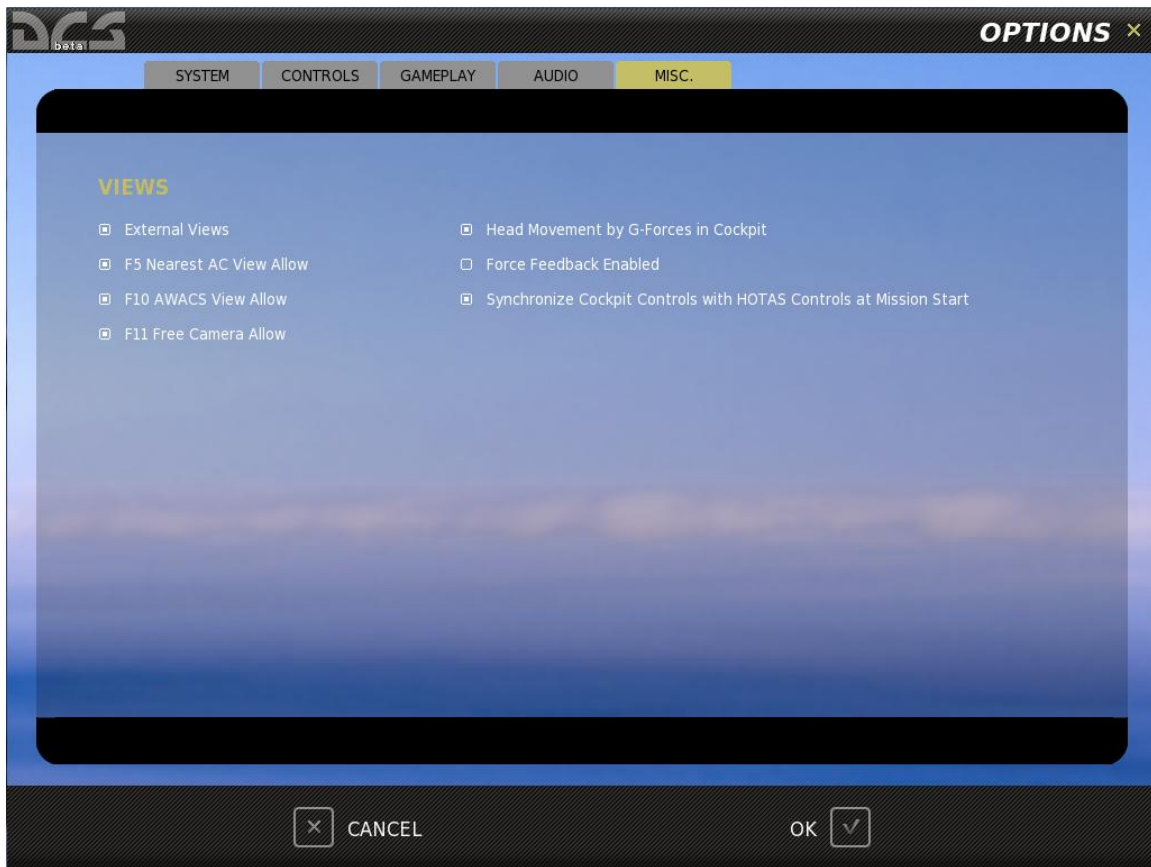 DCS
beta
OPTIONS
SYSTEM CONTROLS GAMEPLAY AUDIO MISC.
VIEWS
External Views
F5 Nearest AC View Allow
F10 AWACS View Allow
F11 Free Camera Allow
Head Movement by G-Forces in Cockpit
Force Feedback Enabled
Synchronize Cockpit Controls with HOTAS Controls at Mission Start
CANCEL
OK